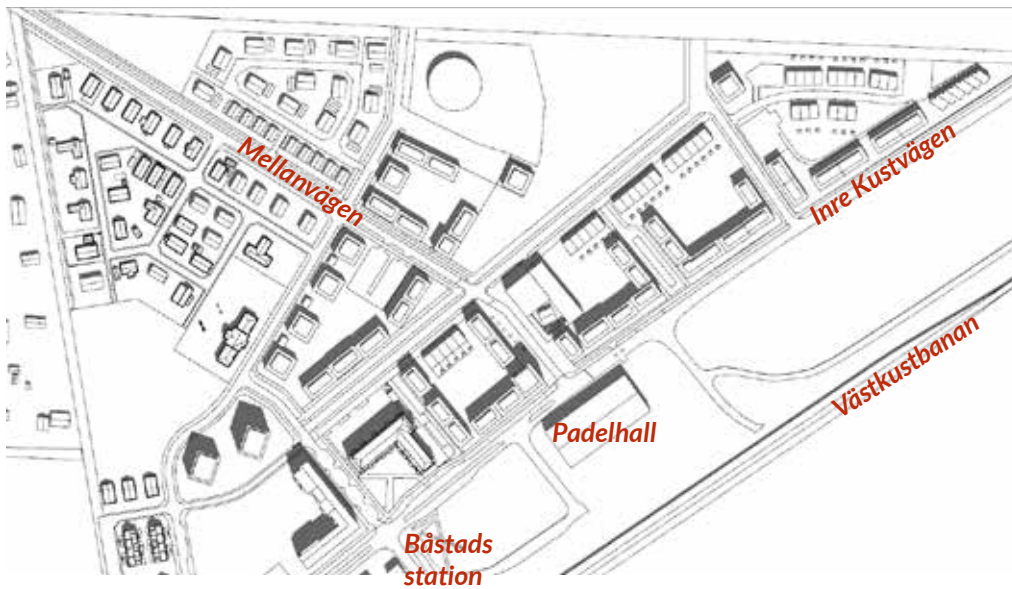 Mellanvägen
Inre Kustvägen
Västkustbanan
Padelhall
Båstads
station